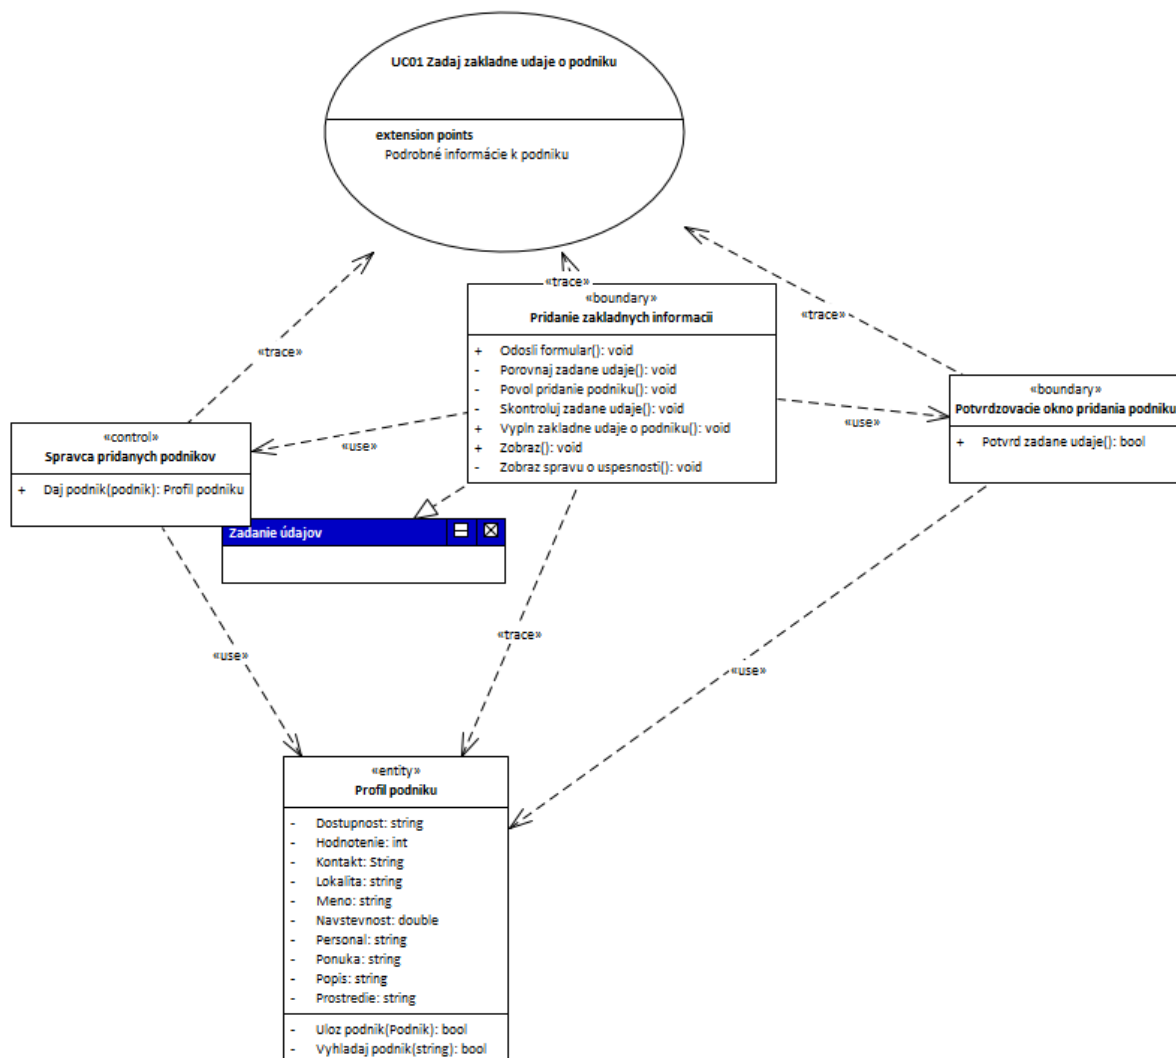 UC01 Zadaj zakladne udaje o podniku
extension points
Podrobné informácie k podniku
«trace»
«trace»
«trace»
«boundary»
Pridanie zakladnych informacii
+ Odosli formular(): void
- Porovnaj zadane udaje(): void
- Povol pridanie podniku(): void
- Skontroluj zadane udaje(): void
+ Vypln zakladne udaje o podniku(): void
+ Zobraz(): void
- Zobraz spravu o uspesnosti(): void
«boundary»
Potvrdzovacie okno pridania podniku
+ Potvrd zadane udaje(): bool
«use»
«use»
«control»
Spravca pridanych podnikov
+ Daj podnik(podnik): Profil podniku
Zadanie údajov
«use»
«trace»
«use»
«entity»
Profil podniku
- Dostupnost: string
- Hodnotenie: int
- Kontakt: String
- Lokalita: string
- Meno: string
- Navstevnost: double
- Personal: string
- Ponuka: string
- Popis: string
- Prostredie: string
- Uloz podnik(Podnik): bool
- Vyhladaj podnik(string): bool